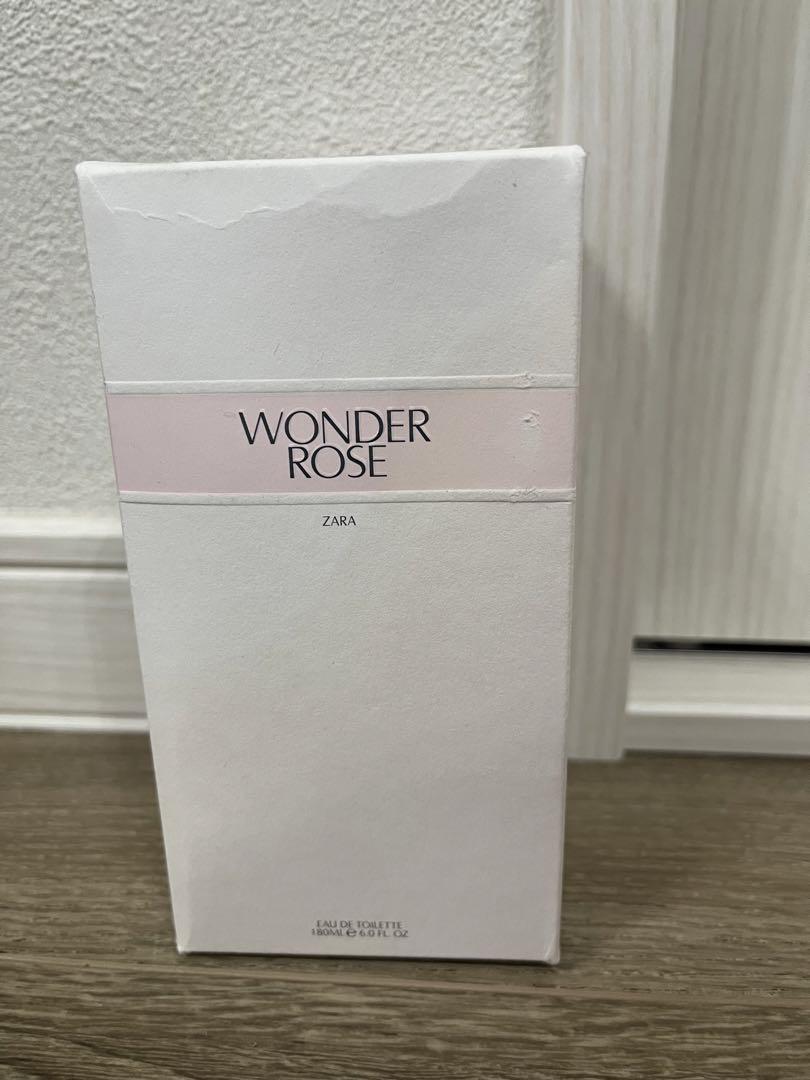 WONDER
ROSE
ZARA
EAU DE TOILETTE
180ML ℮ 6.0 FL. OZ